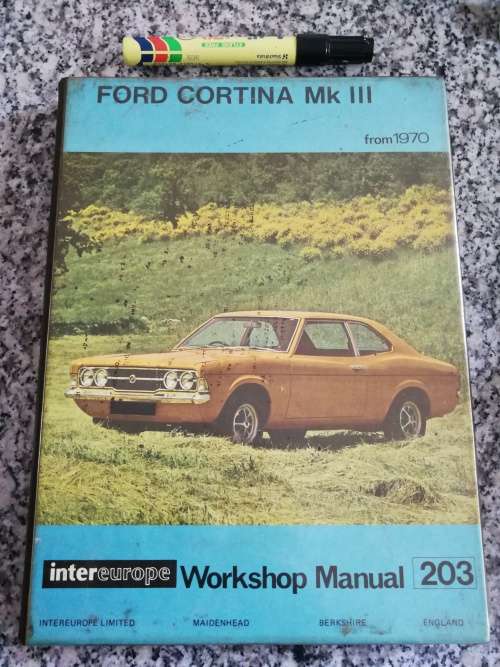 FORD CORTINA Mk III
from 1970
intereurope Workshop Manual 203
INTEREUROPE LIMITED MAIDENHEAD BERKSHIRE ENGLAND